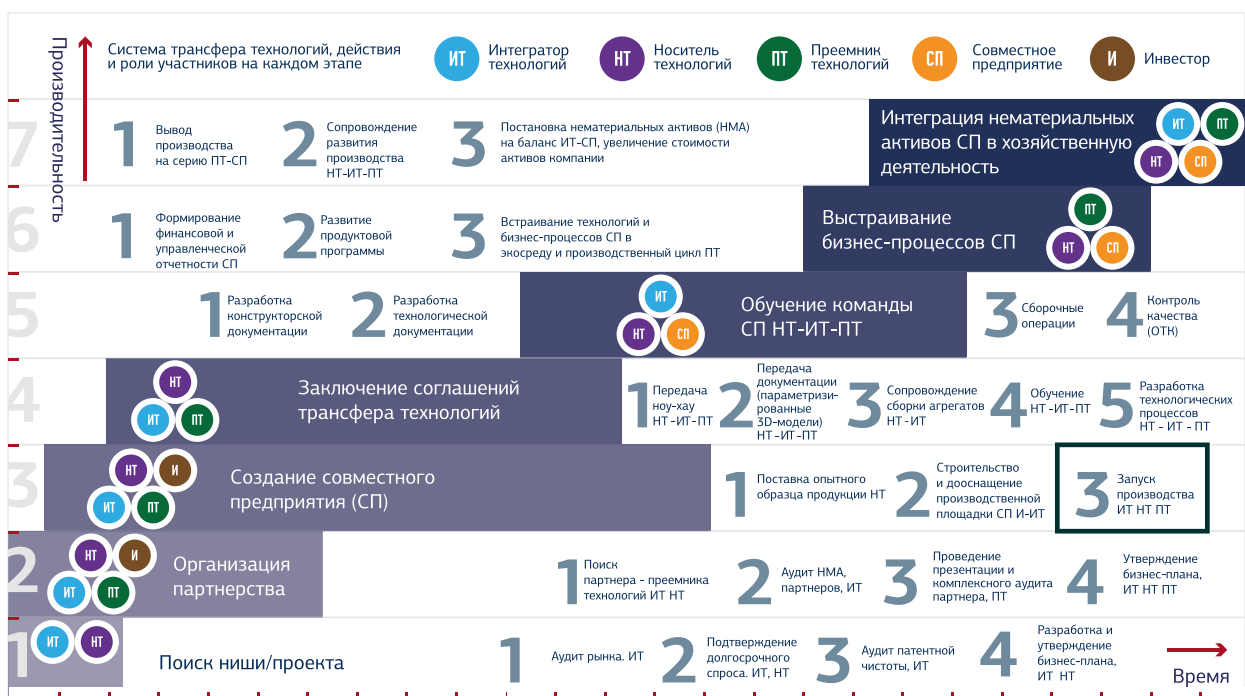 Производительность
Система трансфера технологий, действия
и роли участников на каждом этапе
ИТ
Интегратор
технологий
НТ
Носитель
технологий
ПТ
Преемник
технологий
СП
Совместное
предприятие
И
Инвестор
7
1
Вывод
производства
на серию ПТ-СП
2
Сопровождение
развития
производства
НТ-ИТ-ПТ
3
Постановка нематериальных активов (НМА)
на баланс ИТ-СП, увеличение стоимости
активов компании
Интеграция нематериальных
активов СП в хозяйственную
деятельность
ИТ
ПТ
НТ
СП
6
1
Формирование
финансовой и
управленческой
отчетности СП
2
Развитие
продуктовой
программы
3
Встраивание технологий и
бизнес-процессов СП в
экосреду и производственный цикл ПТ
Выстраивание
бизнес-процессов СП
ПТ
НТ
СП
5
1
Разработка
конструкторской
документации
2
Разработка
технологической
документации
ИТ
НТ
СП
Обучение команды
СП НТ-ИТ-ПТ
3
Сборочные
операции
4
Контроль
качества
(ОТК)
4
НТ
ИТ
ПТ
Заключение соглашений
трансфера технологий
1
Передача
ноу-хау
НТ -ИТ-ПТ
2
Передача
документации
(параметризи-
рованные
3D-модели)
НТ -ИТ-ПТ
3
Сопровождение
сборки агрегатов
НТ -ИТ
4
Обучение
НТ -ИТ-ПТ
5
Разработка
технологических
процессов
НТ - ИТ - ПТ
3
НТ
И
ИТ
ПТ
Создание совместного
предприятия (СП)
1
Поставка опытного
образца продукции НТ
2
Строительство
и дооснащение
производственной
площадки СП И-ИТ
3
Запуск
производства
ИТ НТ ПТ
2
НТ
И
ИТ
ПТ
Организация
партнерства
1
Поиск
партнера - преемника
технологий ИТ НТ
2
Аудит НМА,
партнеров, ИТ
3
Проведение
презентации и
комплексного аудита
партнера, ПТ
4
Утверждение
бизнес-плана,
ИТ НТ ПТ
1
ИТ
НТ
Поиск ниши/проекта
1
Аудит рынка. ИТ
2
Подтверждение
долгосрочного
спроса. ИТ, НТ
3
Аудит патентной
чистоты, ИТ
4
Разработка и
утверждение
бизнес-плана,
ИТ НТ
Время